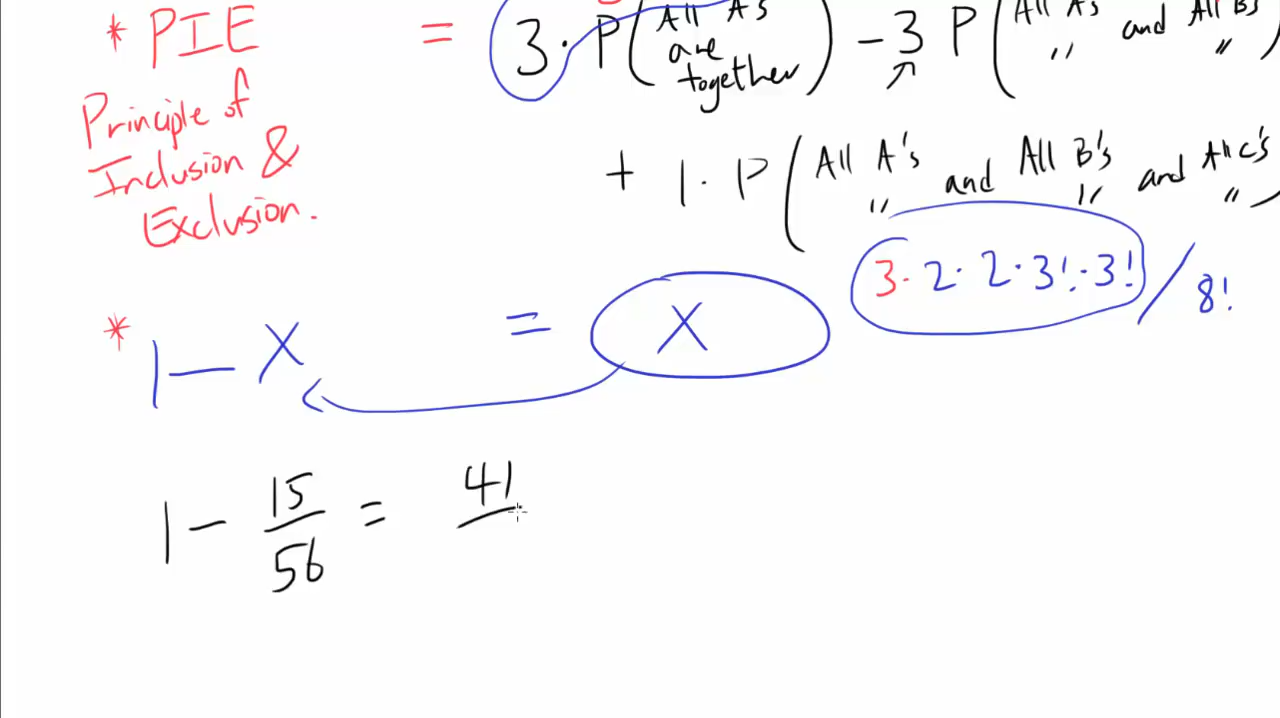 * PIE = 3 · P( All A's are together ) - 3 P( All A's " and All B's " )
Principle of
Inclusion &
Exclusion.
+ 1 · P( All A's " and All B's " and All C's "
3 · 2 · 2 · 3! · 3! / 8!
* 1 - X = X
1 - 15/56 = 41